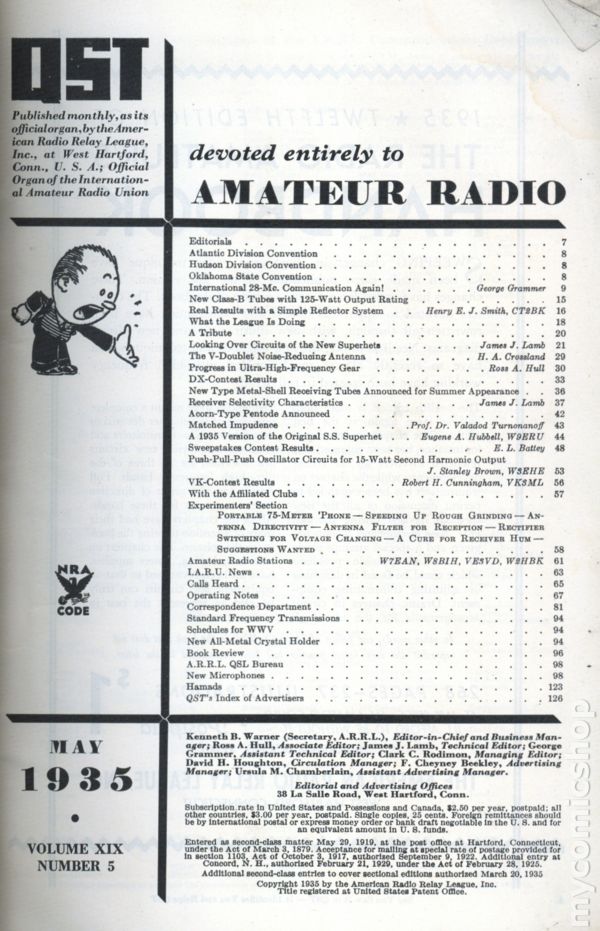 QST
Published monthly, as its
official organ, by the Amer-
ican Radio Relay League,
Inc., at West Hartford,
Conn., U. S. A.; Official
Organ of the Internation-
al Amateur Radio Union
devoted entirely to
AMATEUR RADIO
Editorials . . . . 7
Atlantic Division Convention . . . . 8
Hudson Division Convention . . . . 8
Oklahoma State Convention . . . . 8
International 28-Mc. Communication Again! . . . . George Grammer 9
New Class-B Tubes with 125-Watt Output Rating . . . . 15
Real Results with a Simple Reflector System . . . . Henry E. J. Smith, CT2BK 16
What the League Is Doing . . . . 18
A Tribute . . . . 20
Looking Over Circuits of the New Superhets . . . . James J. Lamb 21
The V-Doublet Noise-Reducing Antenna . . . . H. A. Crossland 29
Progress in Ultra-High-Frequency Gear . . . . Ross A. Hull 30
DX-Contest Results . . . . 33
New Type Metal-Shell Receiving Tubes Announced for Summer Appearance . . 36
Receiver Selectivity Characteristics . . . . James J. Lamb 37
Acorn-Type Pentode Announced . . . . 42
Matched Impudence . . . . Prof. Dr. Valadod Turnonanoff 43
A 1935 Version of the Original S.S. Superhet . . Eugene A. Hubbell, W9ERU 44
Sweepstakes Contest Results . . . . E. L. Battey 48
Push-Pull-Push Oscillator Circuits for 15-Watt Second Harmonic Output
J. Stanley Brown, W3EHE 53
VK-Contest Results . . . . Robert H. Cunningham, VK3ML 56
With the Affiliated Clubs . . . . 57
Experimenters' Section
Portable 75-Meter 'Phone — Speeding Up Rough Grinding — An-
tenna Directivity — Antenna Filter for Reception — Rectifier
Switching for Voltage Changing — A Cure for Receiver Hum —
Suggestions Wanted . . . . 58
Amateur Radio Stations . . . . W7EAN, W8BIH, VE3VD, W2HBK 61
I.A.R.U. News . . . . 63
Calls Heard . . . . 65
Operating Notes . . . . 67
Correspondence Department . . . . 81
Standard Frequency Transmissions . . . . 94
Schedules for WWV . . . . 94
New All-Metal Crystal Holder . . . . 94
Book Review . . . . 96
A.R.R.L. QSL Bureau . . . . 98
New Microphones . . . . 98
Hamads . . . . 123
QST's Index of Advertisers . . . . 126
NRA
CODE
MAY
1935
•
VOLUME XIX
NUMBER 5
Kenneth B. Warner (Secretary, A.R.R.L.), Editor-in-Chief and Business Man-
ager; Ross A. Hull, Associate Editor; James J. Lamb, Technical Editor; George
Grammer, Assistant Technical Editor; Clark C. Rodimon, Managing Editor;
David H. Houghton, Circulation Manager; F. Cheyney Beekley, Advertising
Manager; Ursula M. Chamberlain, Assistant Advertising Manager.
Editorial and Advertising Offices
38 La Salle Road, West Hartford, Conn.
Subscription rate in United States and Possessions and Canada, $2.50 per year, postpaid; all
other countries, $3.00 per year, postpaid. Single copies, 25 cents. Foreign remittances should
be by international postal or express money order or bank draft negotiable in the U. S. and for
an equivalent amount in U. S. funds.
Entered as second-class matter May 29, 1919, at the post office at Hartford, Connecticut,
under the Act of March 3, 1879. Acceptance for mailing at special rate of postage provided for
in section 1103, Act of October 3, 1917, authorized September 9, 1922. Additional entry at
Concord, N. H., authorized February 21, 1929, under the Act of February 28, 1925.
Additional second-class entries to cover sectional editions authorized March 20, 1935
Copyright 1935 by the American Radio Relay League, Inc.
Title registered at United States Patent Office.
mycomicshop